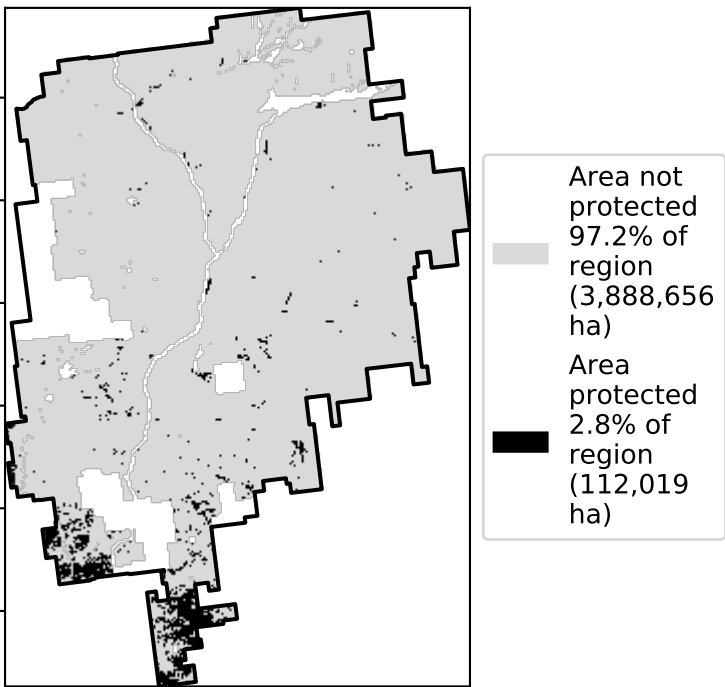 Area not
protected
97.2% of
region
(3,888,656
ha)
Area
protected
2.8% of
region
(112,019
ha)